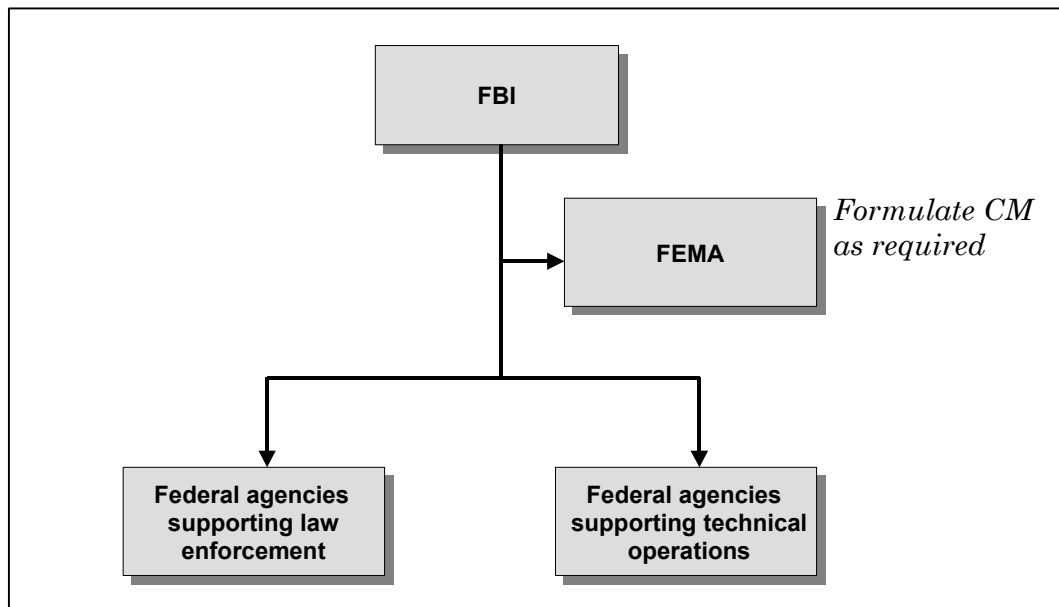 FBI
FEMA
Formulate CM
as required
Federal agencies
supporting law
enforcement
Federal agencies
supporting technical
operations